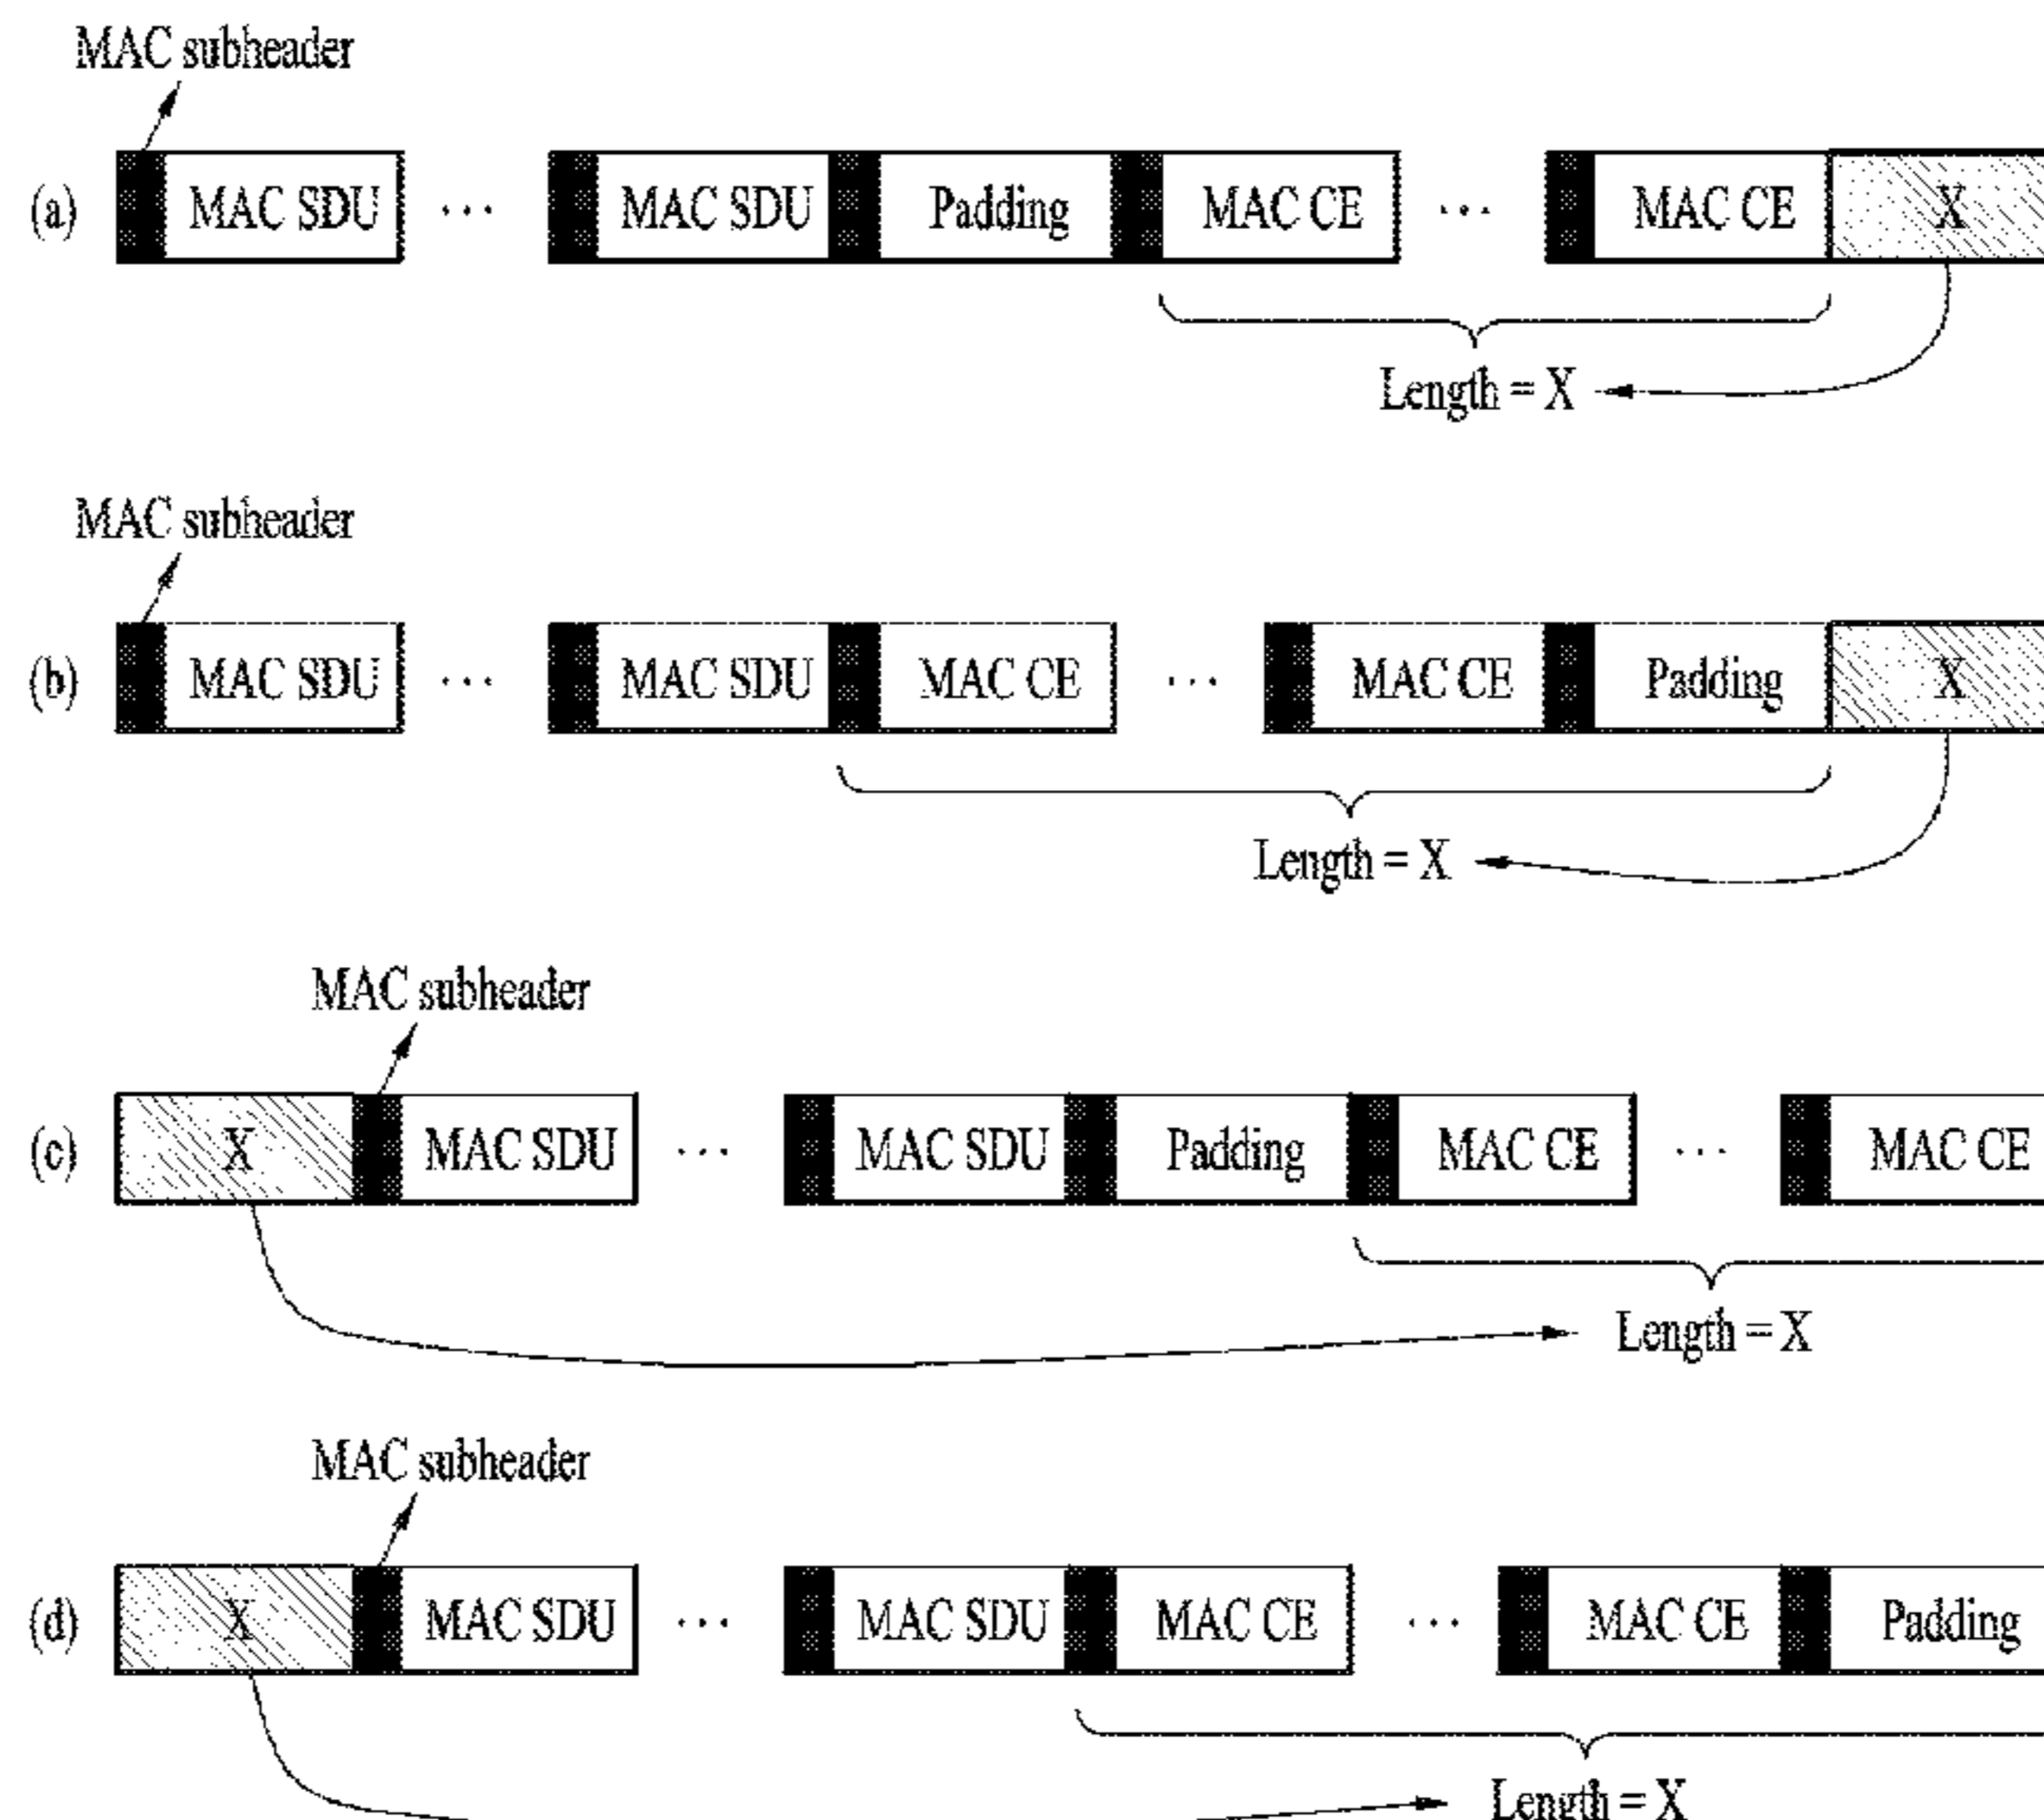 MAC subheader
(a) MAC SDU ... MAC SDU Padding MAC CE ... MAC CE X
Length = X
MAC subheader
(b) MAC SDU ... MAC SDU MAC CE ... MAC CE Padding X
Length = X
MAC subheader
(c) X MAC SDU ... MAC SDU Padding MAC CE ... MAC CE
Length = X
MAC subheader
(d) X MAC SDU ... MAC SDU MAC CE ... MAC CE Padding
Length = X